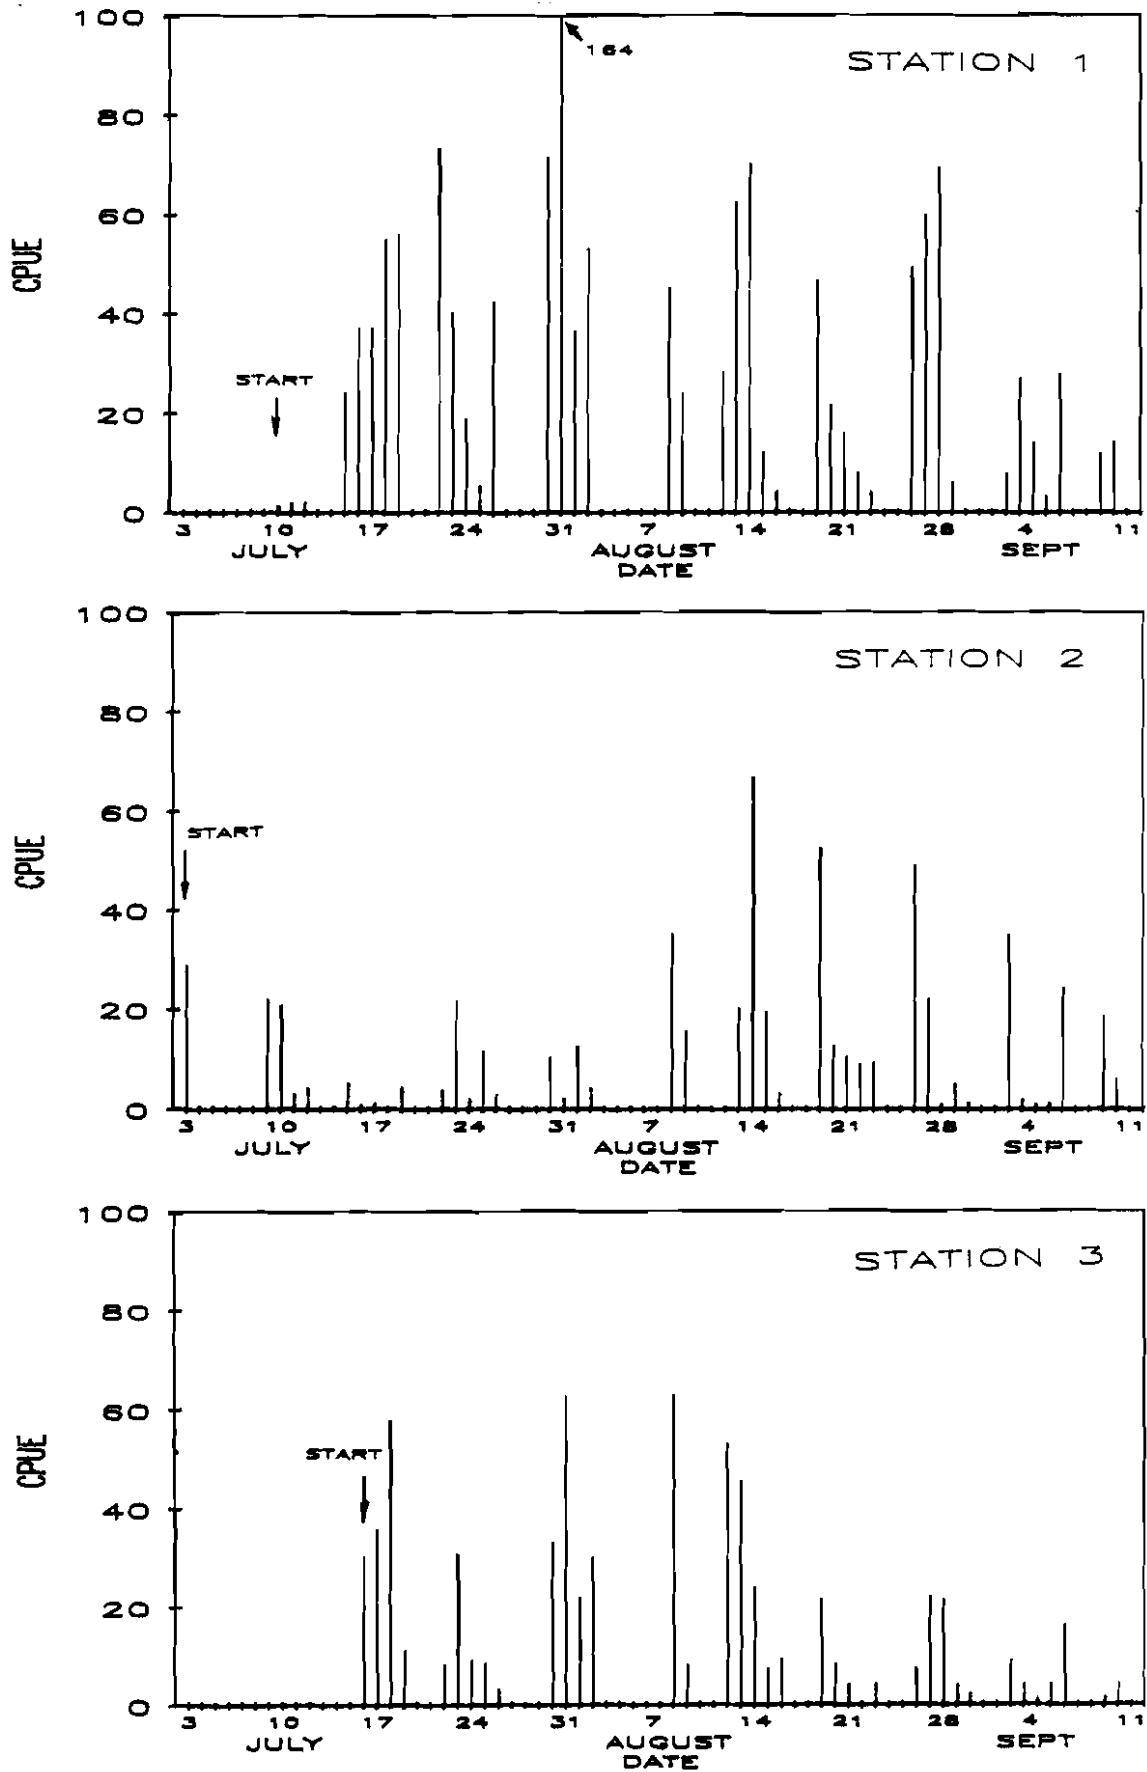 100
164
STATION 1
80
60
CPUE
40
START
20
0
3 10 17 24 31 7 14 21 28 4 11
JULY AUGUST SEPT
DATE
100
STATION 2
80
60
START
CPUE
40
20
0
3 10 17 24 31 7 14 21 28 4 11
JULY AUGUST SEPT
DATE
100
STATION 3
80
60
START
CPUE
40
20
0
3 10 17 24 31 7 14 21 28 4 11
JULY AUGUST SEPT
DATE